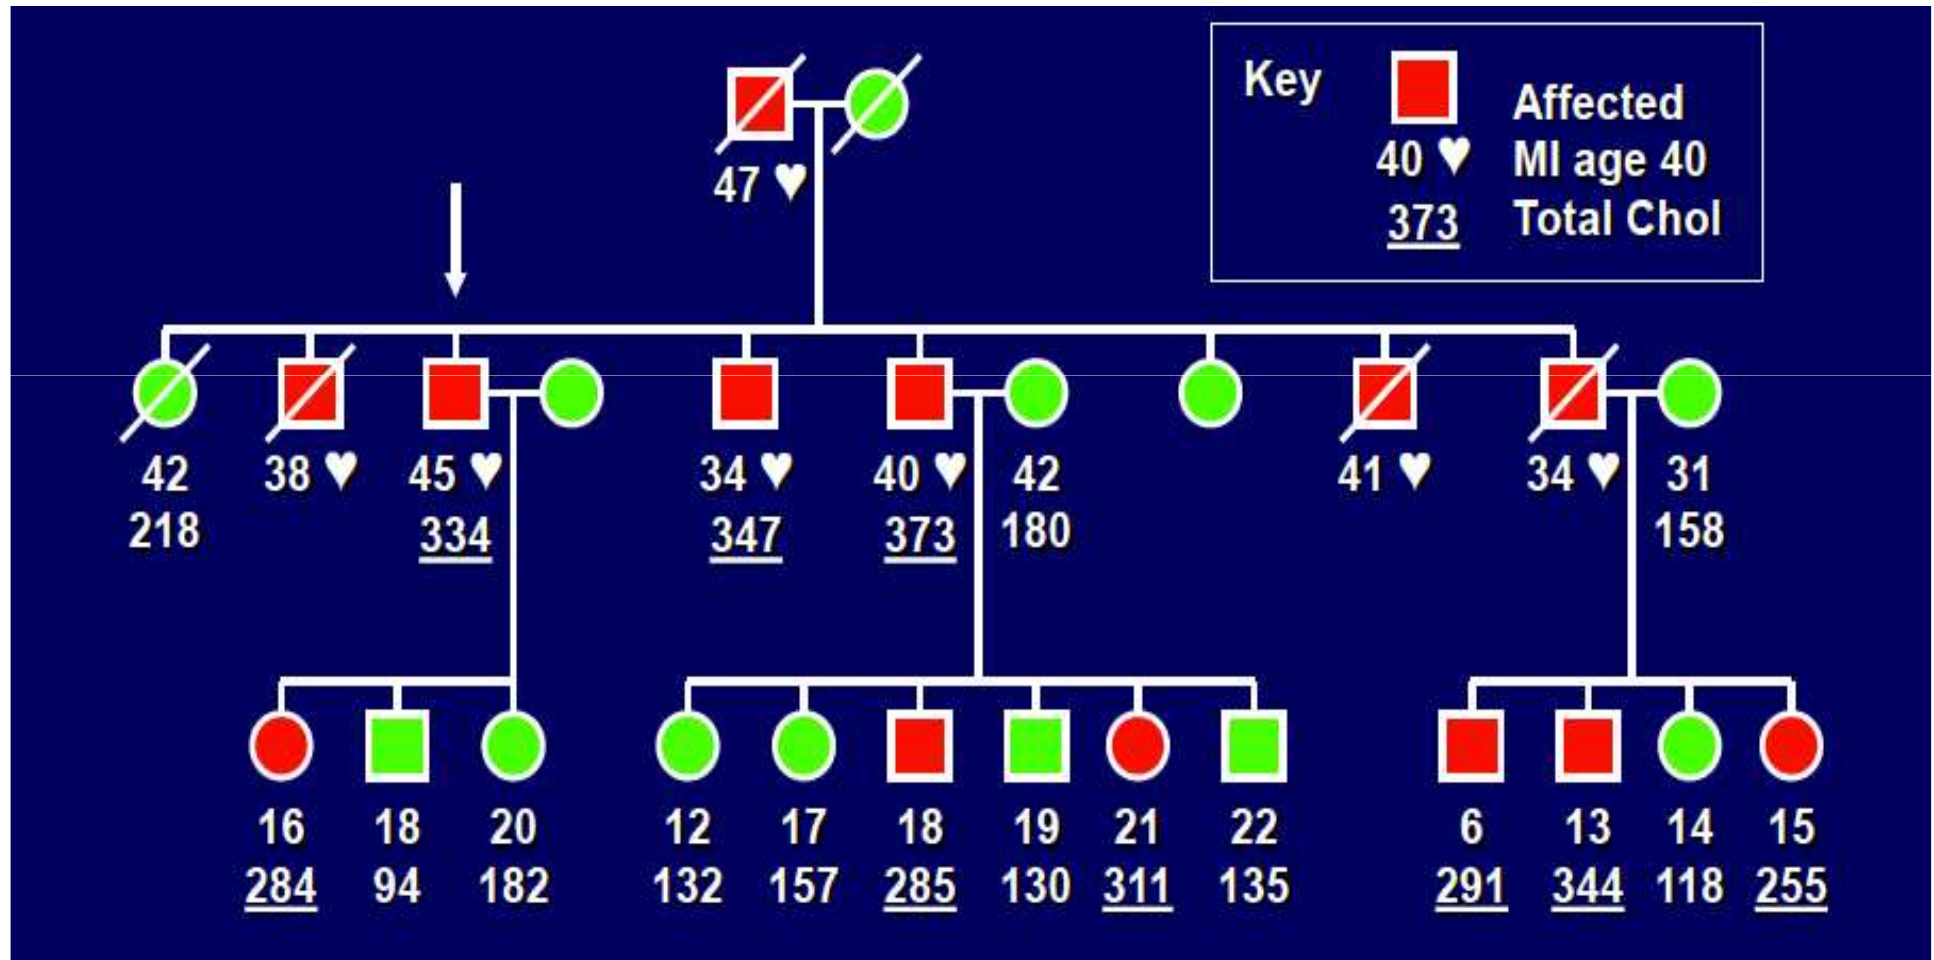 Key
Affected
40 ♥ MI age 40
373 Total Chol
47 ♥
42 38 ♥ 45 ♥ 34 ♥ 40 ♥ 42 41 ♥ 34 ♥ 31
218 334 347 373 180 158
16 18 20 12 17 18 19 21 22 6 13 14 15
284 94 182 132 157 285 130 311 135 291 344 118 255